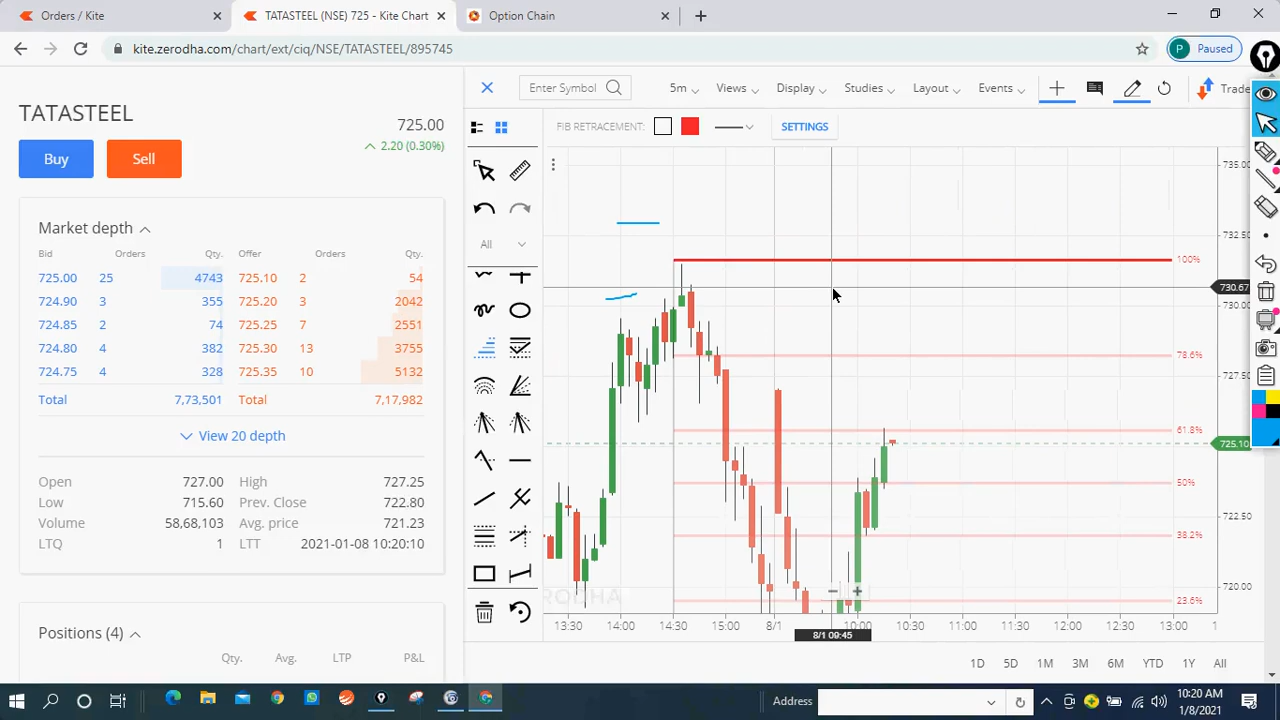 Orders / Kite
TATASTEEL (NSE) 725 - Kite Chart
Option Chain
kite.zerodha.com/chart/ext/ciq/NSE/TATASTEEL/895745
P Paused
TATASTEEL
725.00
2.20 (0.30%)
Buy Sell
Market depth
Bid Orders Qty. Offer Orders Qty.
725.00 25 4743 725.10 2 54
724.90 3 355 725.20 3 2042
724.85 2 74 725.25 7 2551
724.80 4 382 725.30 13 3755
724.75 4 328 725.35 10 5132
Total 7,73,501 Total 7,17,982
View 20 depth
Open 727.00 High 727.25
Low 715.60 Prev. Close 722.80
Volume 58,68,103 Avg. price 721.23
LTQ 1 LTT 2021-01-08 10:20:10
Positions (4)
Qty. Avg. LTP P&L
Enter Symbol 5m Views Display Studies Layout Events Trade
FIB RETRACEMENT: SETTINGS
All
735.00
732.50
100%
730.67
730.00
78.6%
727.50
61.8%
725.10
50%
722.50
38.2%
720.00
23.6%
ZERODHA
13:30 14:00 14:30 15:00 8/1 10:00 10:30 11:00 11:30 12:00 12:30 13:00 1
8/1 09:45
1D 5D 1M 3M 6M YTD 1Y All
Address
10:20 AM
1/8/2021